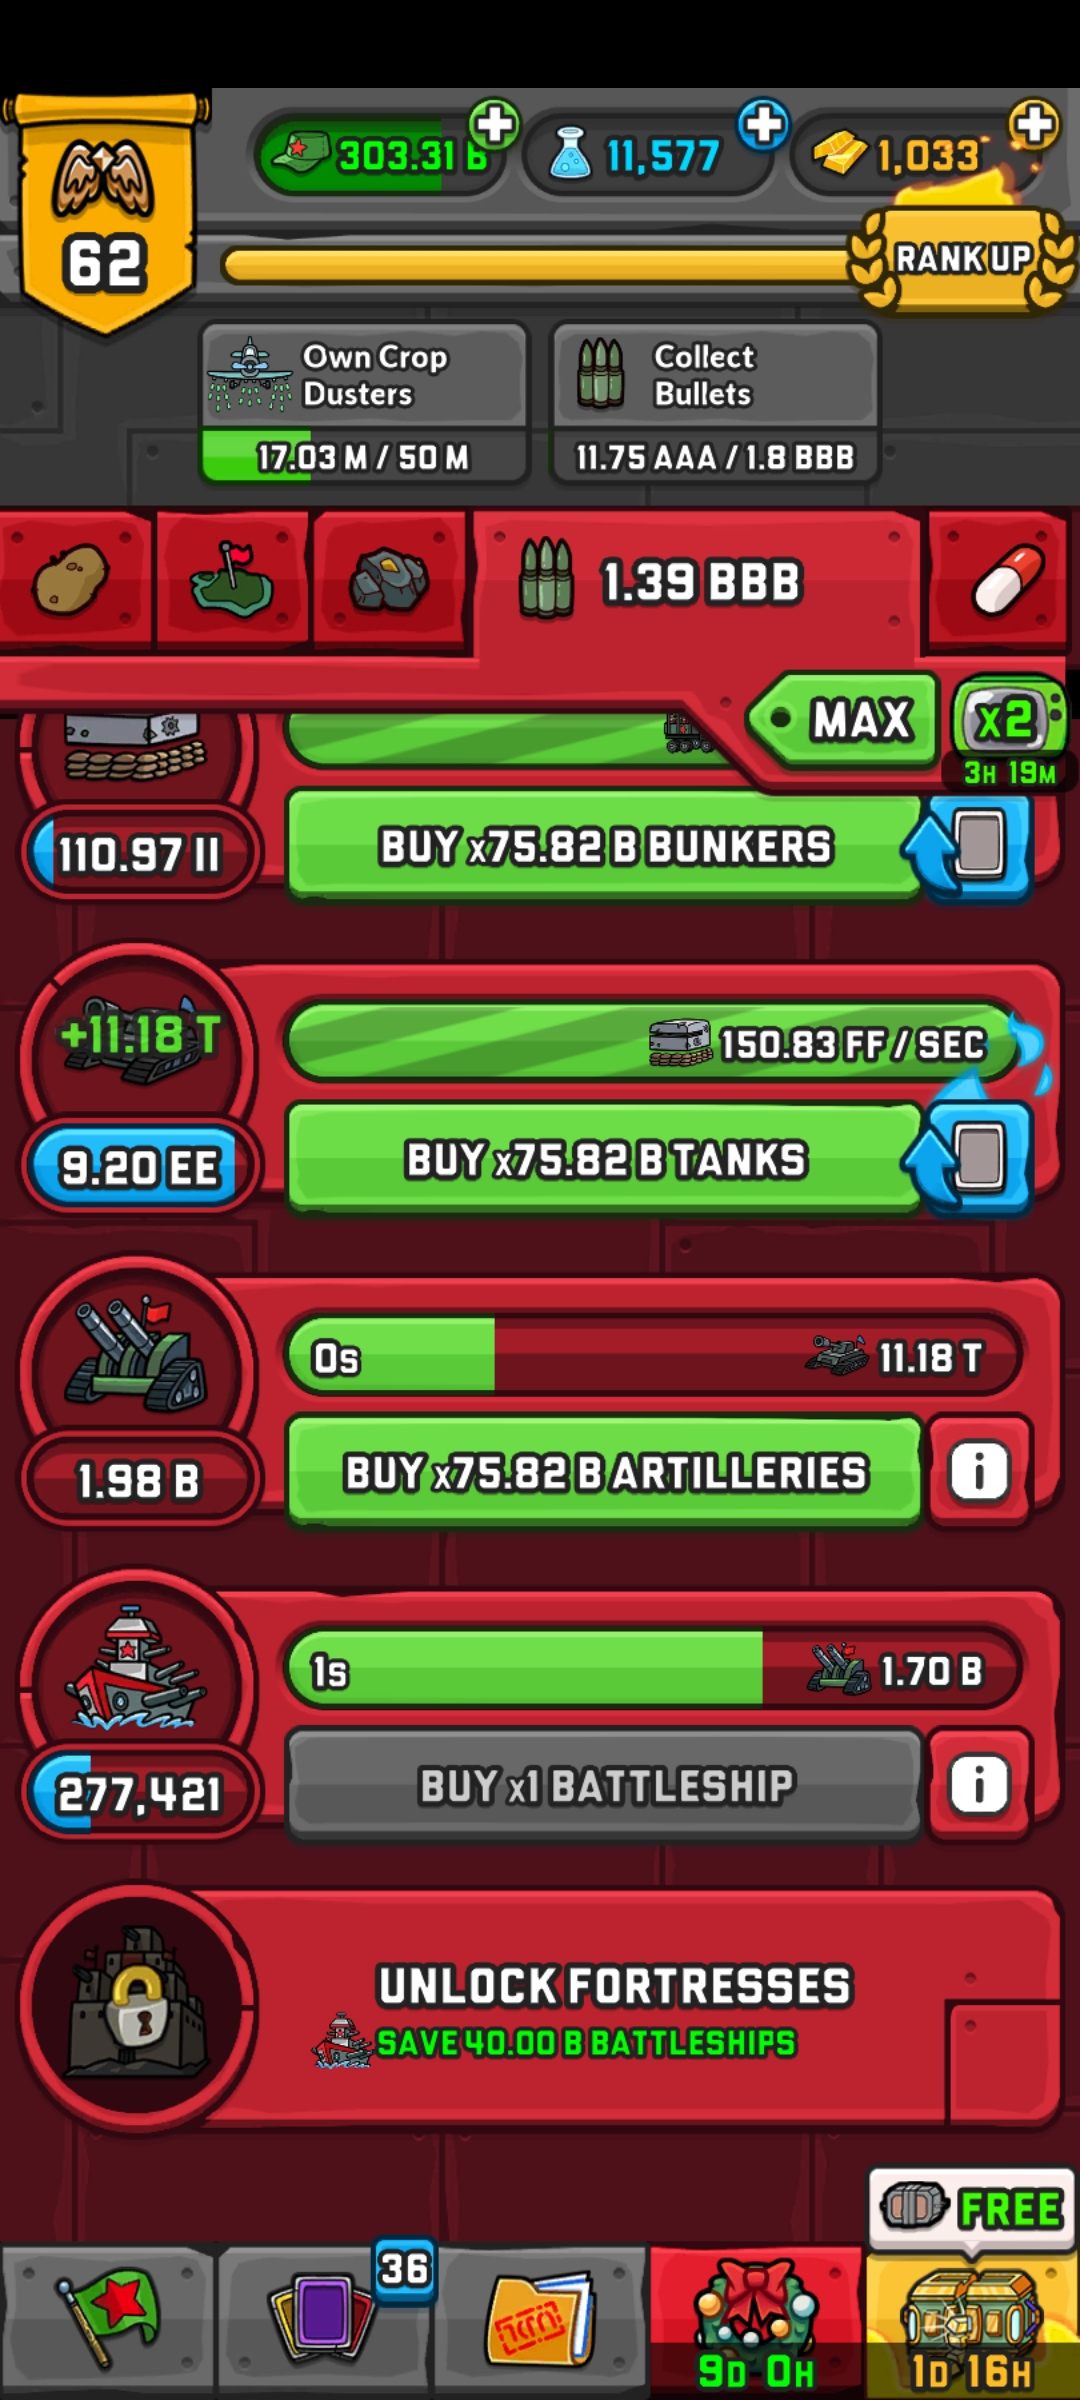 303.31 B
11,577
1,033
62
RANK UP
Own Crop
Dusters
17.03 M / 50 M
Collect
Bullets
11.75 AAA / 1.8 BBB
1.39 BBB
MAX
x2
3H 19M
110.97 II
BUY x75.82 B BUNKERS
+11.18 T
150.83 FF / SEC
9.20 EE
BUY x75.82 B TANKS
0s
11.18 T
1.98 B
BUY x75.82 B ARTILLERIES
i
1s
1.70 B
277,421
BUY x1 BATTLESHIP
i
UNLOCK FORTRESSES
SAVE 40.00 B BATTLESHIPS
FREE
36
9D 0H
1D 16H